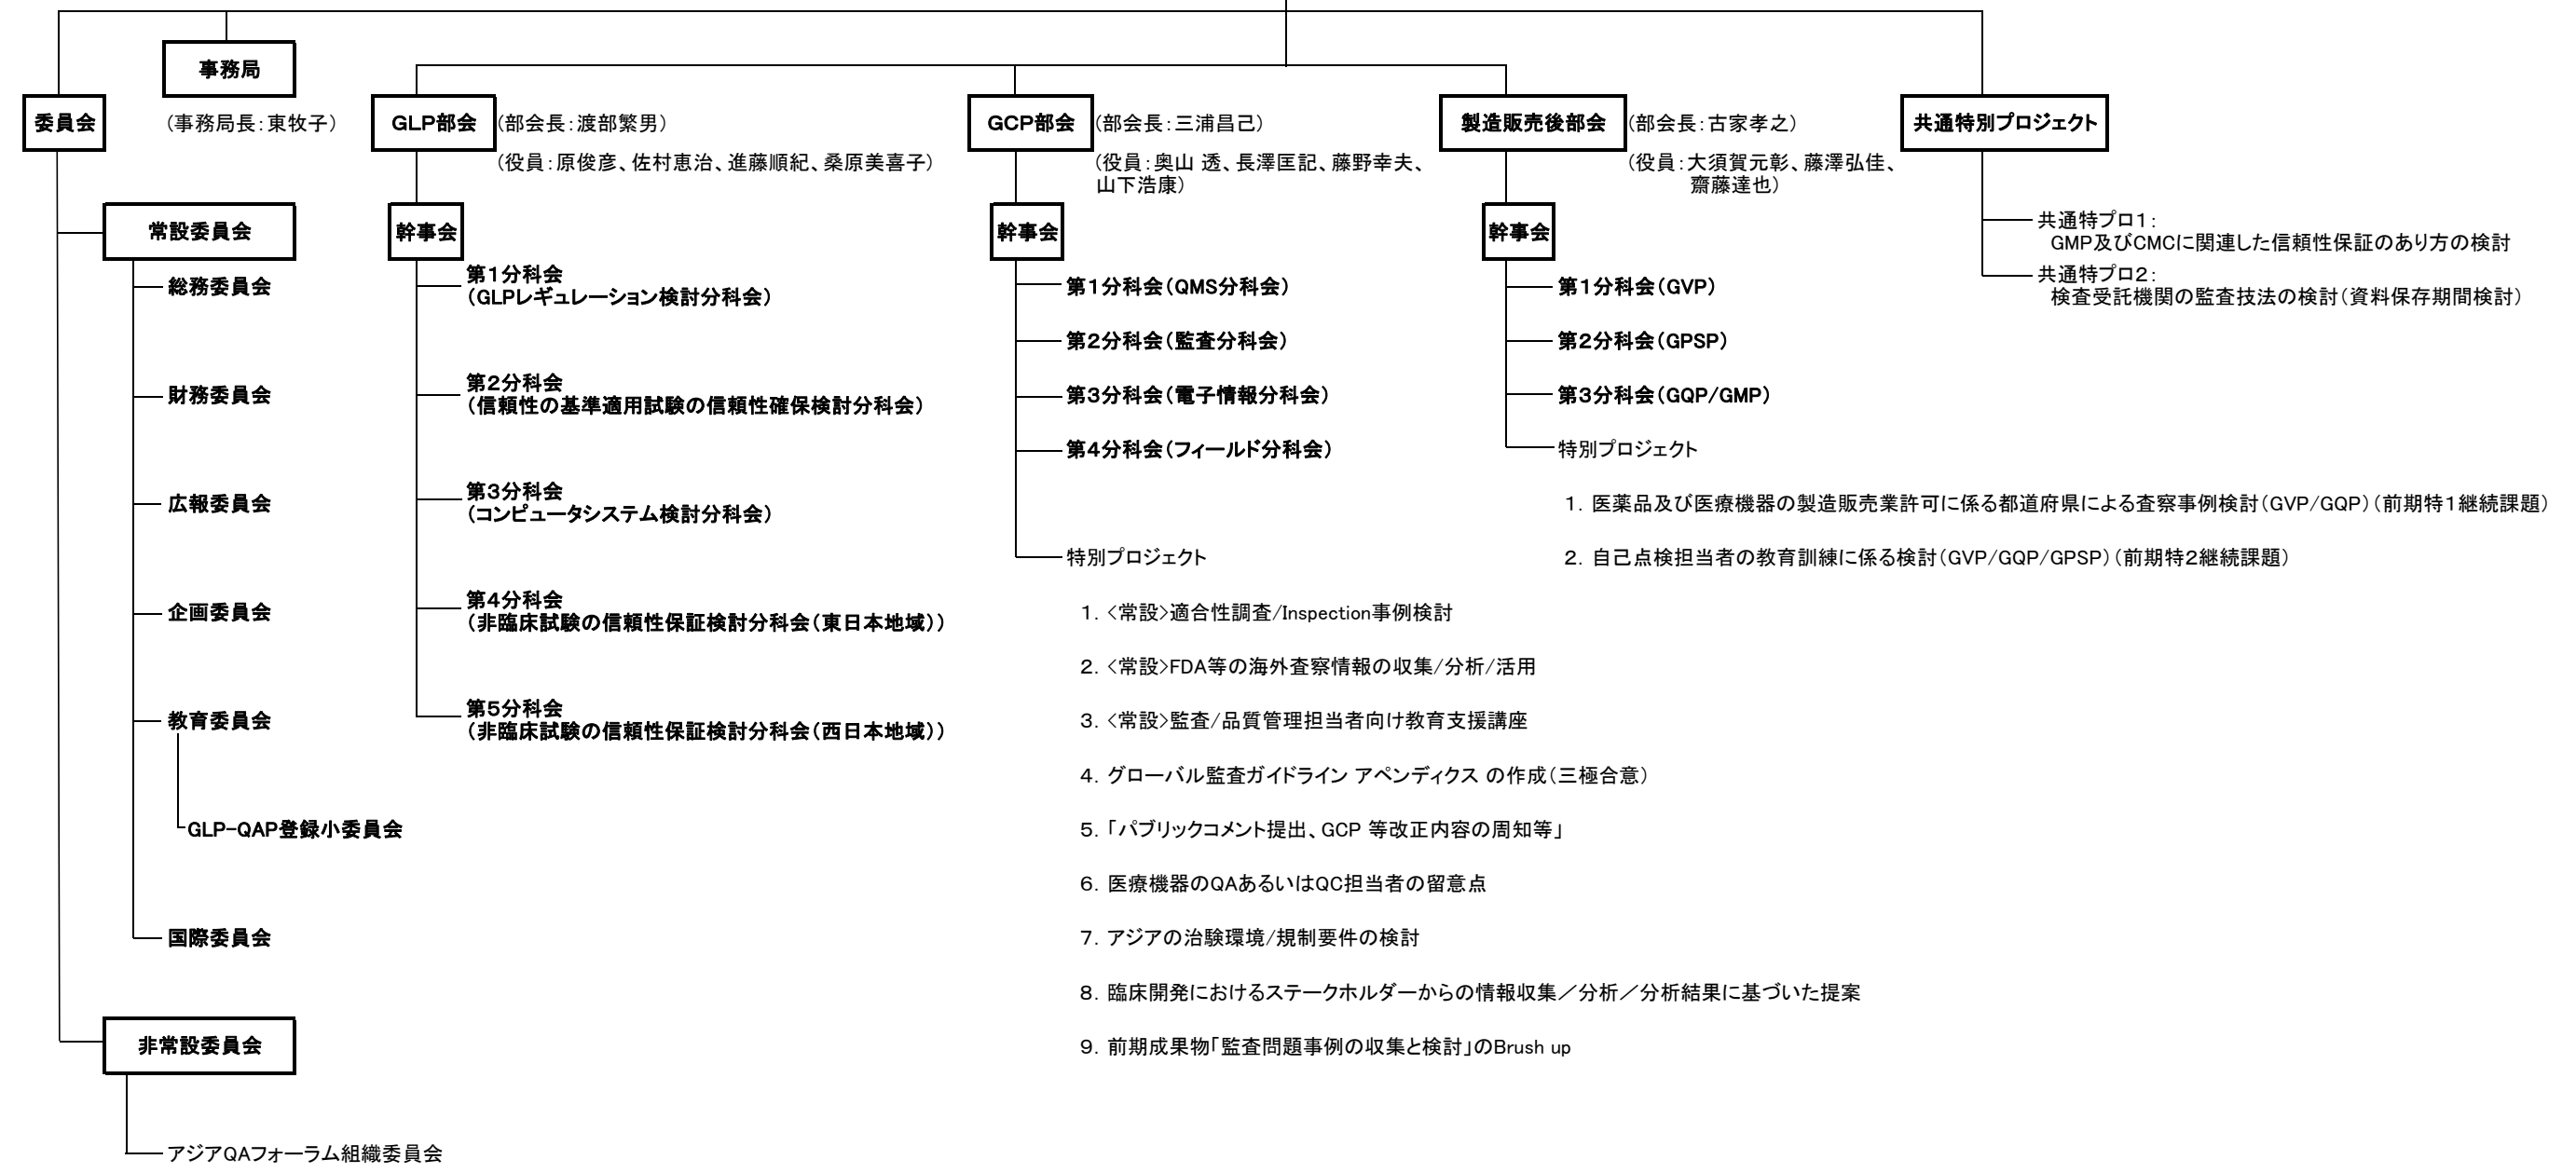 事務局
(事務局長：東牧子)
委員会
常設委員会
総務委員会
財務委員会
広報委員会
企画委員会
教育委員会
GLP-QAP登録小委員会
国際委員会
非常設委員会
アジアQAフォーラム組織委員会
GLP部会
(部会長：渡部繁男)
(役員：原俊彦、佐村恵治、進藤順紀、桑原美喜子)
幹事会
第1分科会
(GLPレギュレーション検討分科会)
第2分科会
(信頼性の基準適用試験の信頼性確保検討分科会)
第3分科会
(コンピュータシステム検討分科会)
第4分科会
(非臨床試験の信頼性保証検討分科会(東日本地域))
第5分科会
(非臨床試験の信頼性保証検討分科会(西日本地域))
GCP部会
(部会長：三浦昌己)
(役員：奥山 透、長澤匡記、藤野幸夫、
山下浩康)
幹事会
第1分科会(QMS分科会)
第2分科会(監査分科会)
第3分科会(電子情報分科会)
第4分科会(フィールド分科会)
特別プロジェクト
1. <常設>適合性調査/Inspection事例検討
2. <常設>FDA等の海外査察情報の収集/分析/活用
3. <常設>監査/品質管理担当者向け教育支援講座
4. グローバル監査ガイドライン アペンディクス の作成(三極合意)
5. 「パブリックコメント提出、GCP 等改正内容の周知等」
6. 医療機器のQAあるいはQC担当者の留意点
7. アジアの治験環境/規制要件の検討
8. 臨床開発におけるステークホルダーからの情報収集／分析／分析結果に基づいた提案
9. 前期成果物「監査問題事例の収集と検討」のBrush up
製造販売後部会
(部会長：古家孝之)
(役員：大須賀元彰、藤澤弘佳、
齋藤達也)
幹事会
第1分科会(GVP)
第2分科会(GPSP)
第3分科会(GQP/GMP)
特別プロジェクト
1. 医薬品及び医療機器の製造販売業許可に係る都道府県による査察事例検討(GVP/GQP)(前期特1継続課題)
2. 自己点検担当者の教育訓練に係る検討(GVP/GQP/GPSP)(前期特2継続課題)
共通特別プロジェクト
共通特プロ1：
GMP及びCMCに関連した信頼性保証のあり方の検討
共通特プロ2：
検査受託機関の監査技法の検討(資料保存期間検討)